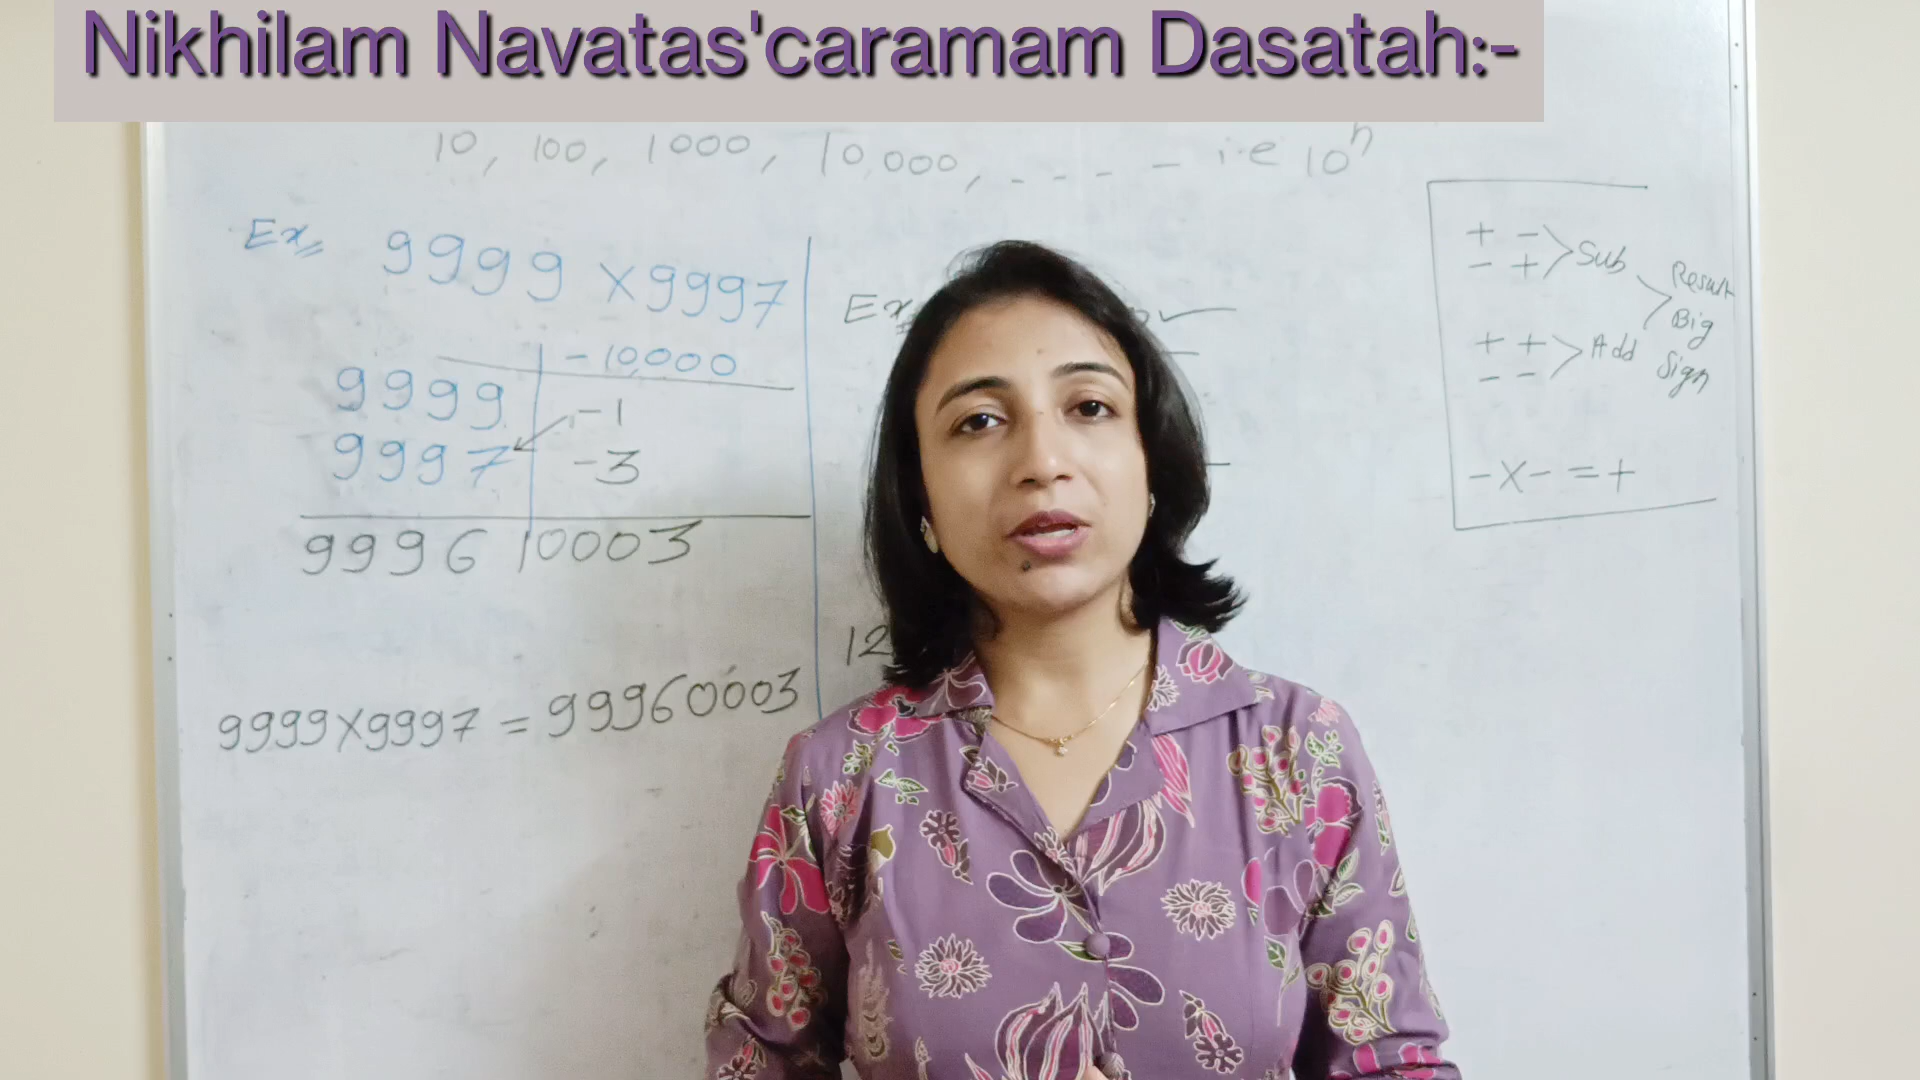 Nikhilam Navatas'caramam Dasatah:-
10, 100, 1000, 10,000, - - - - i.e 10ⁿ
Ex, 9999 x 9997
-10,000
9999 -1
9997 -3
9996 | 0003
9999 x 9997 = 99960003
Ex
12
+ - > Sub
- +
Result
Big
Sign
+ + > Add
- -
- x - = +